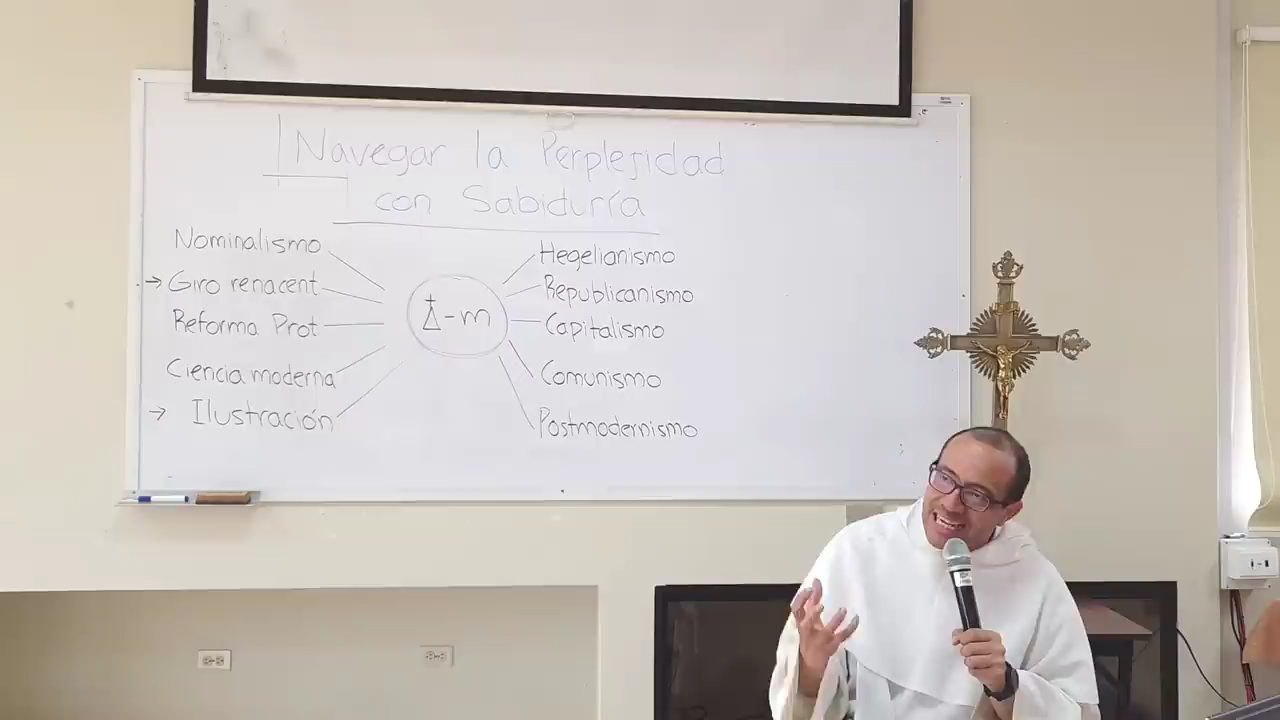 Navegar la Perplejidad
con Sabiduría
Nominalismo
→ Giro renacent
Reforma Prot
Ciencia moderna
→ Ilustración
Δ-m
Hegelianismo
Republicanismo
Capitalismo
Comunismo
Postmodernismo